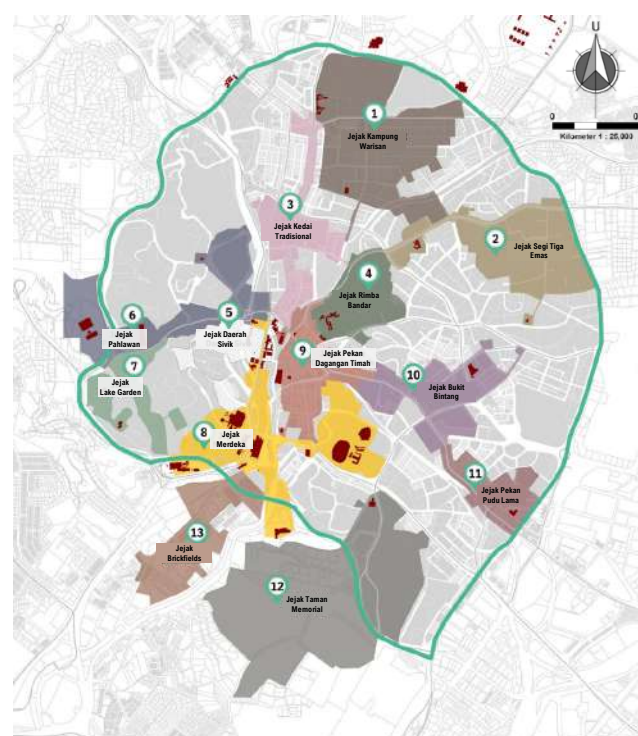 U
0 0
Kilometer 1 : 25,000
1
Jejak Kampung
Warisan
2
Jejak Segi Tiga
Emas
3
Jejak Kedai
Tradisional
4
Jejak Rimba
Bandar
5
Jejak Daerah
Sivik
6
Jejak
Pahlawan
7
Jejak
Lake Garden
8
Jejak
Merdeka
9
Jejak Pekan
Dagangan Timah
10
Jejak Bukit
Bintang
11
Jejak Pekan
Pudu Lama
12
Jejak Taman
Memorial
13
Jejak
Brickfields